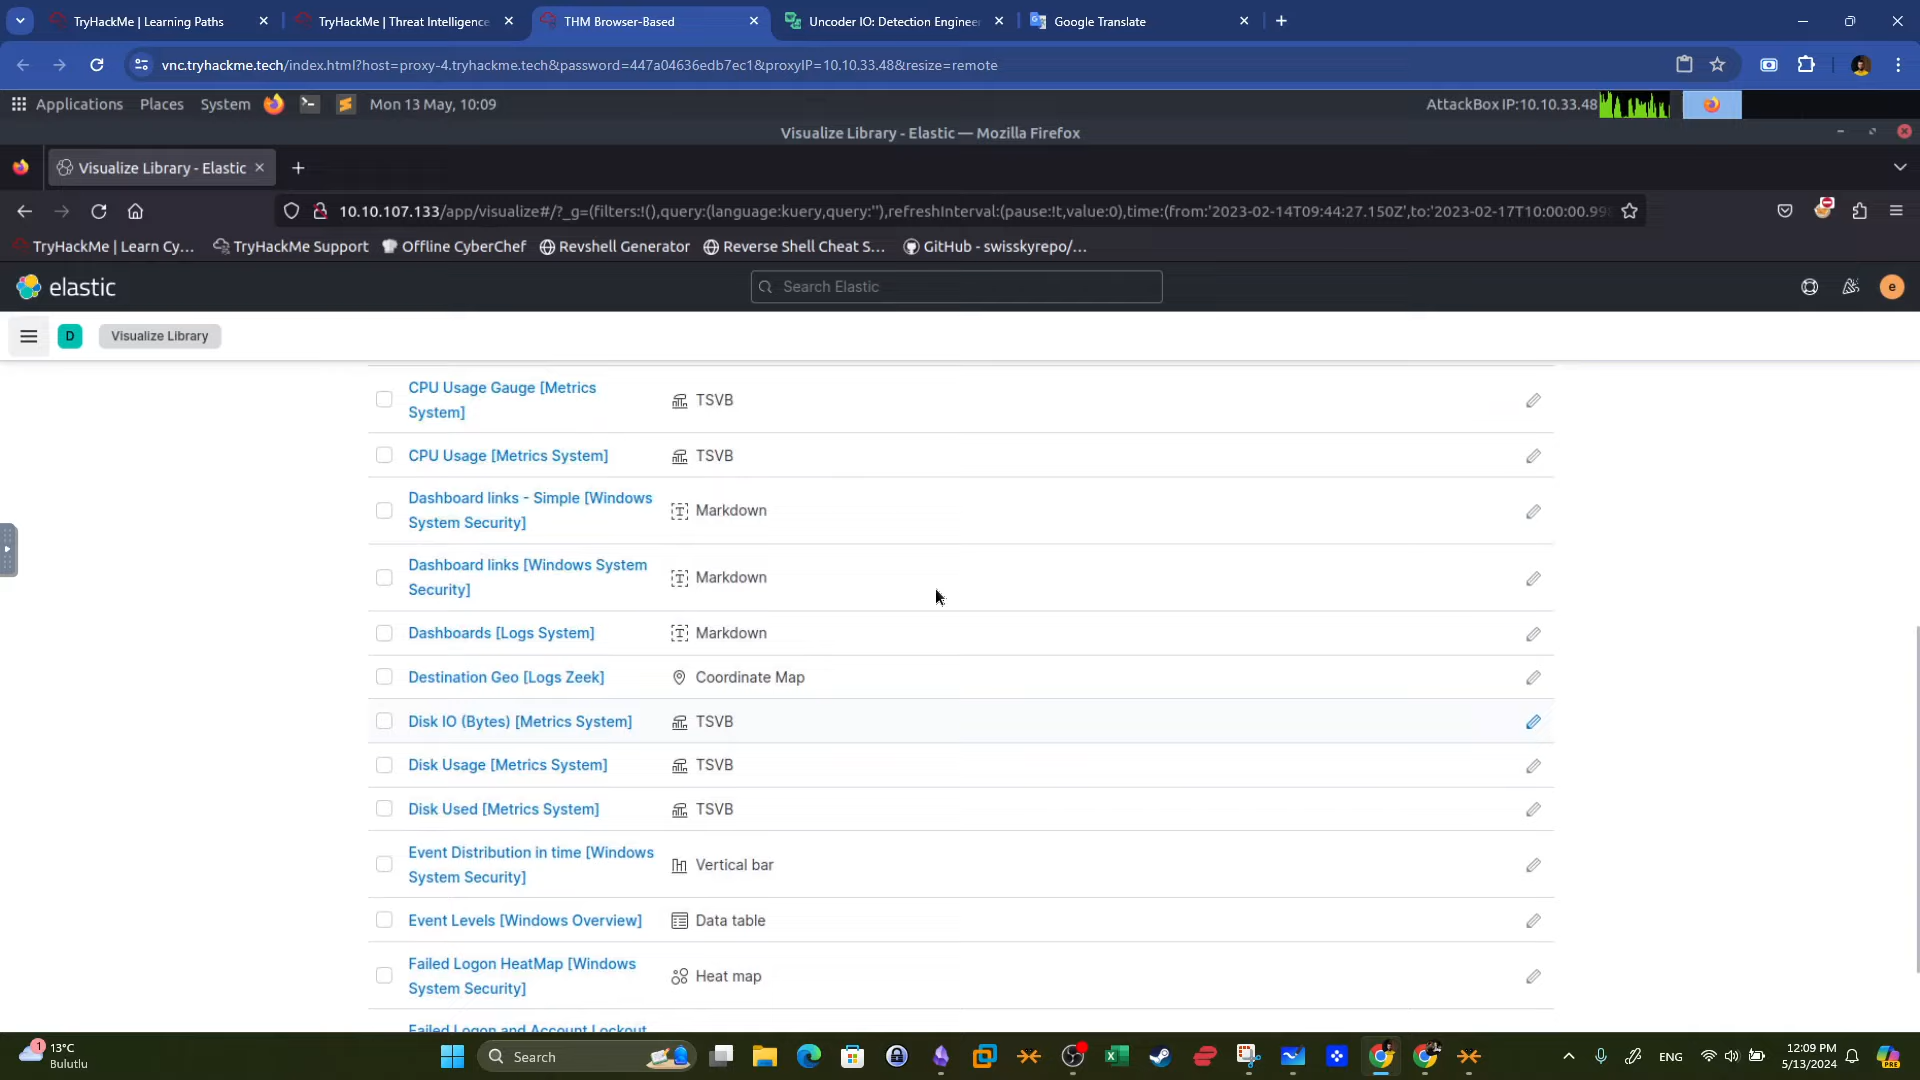 TryHackMe | Learning Paths
TryHackMe | Threat Intelligence
THM Browser-Based
Uncoder IO: Detection Engineer
Google Translate
vnc.tryhackme.tech/index.html?host=proxy-4.tryhackme.tech&password=447a04636edb7ec1&proxyIP=10.10.33.48&resize=remote
Applications Places System Mon 13 May, 10:09 AttackBox IP:10.10.33.48
Visualize Library - Elastic — Mozilla Firefox
Visualize Library - Elastic
10.10.107.133/app/visualize#/?_g=(filters:!(),query:(language:kuery,query:''),refreshInterval:(pause:!t,value:0),time:(from:'2023-02-14T09:44:27.150Z',to:'2023-02-17T10:00:00.99
TryHackMe | Learn Cy... TryHackMe Support Offline CyberChef Revshell Generator Reverse Shell Cheat S... GitHub - swisskyrepo/...
elastic Search Elastic e
D Visualize Library
CPU Usage Gauge [Metrics
System] TSVB
CPU Usage [Metrics System] TSVB
Dashboard links - Simple [Windows
System Security] Markdown
Dashboard links [Windows System
Security] Markdown
Dashboards [Logs System] Markdown
Destination Geo [Logs Zeek] Coordinate Map
Disk IO (Bytes) [Metrics System] TSVB
Disk Usage [Metrics System] TSVB
Disk Used [Metrics System] TSVB
Event Distribution in time [Windows
System Security] Vertical bar
Event Levels [Windows Overview] Data table
Failed Logon HeatMap [Windows
System Security] Heat map
Failed Logon and Account Lockout
1 13°C
Bulutlu
Search
ENG
12:09 PM
5/13/2024
PRE